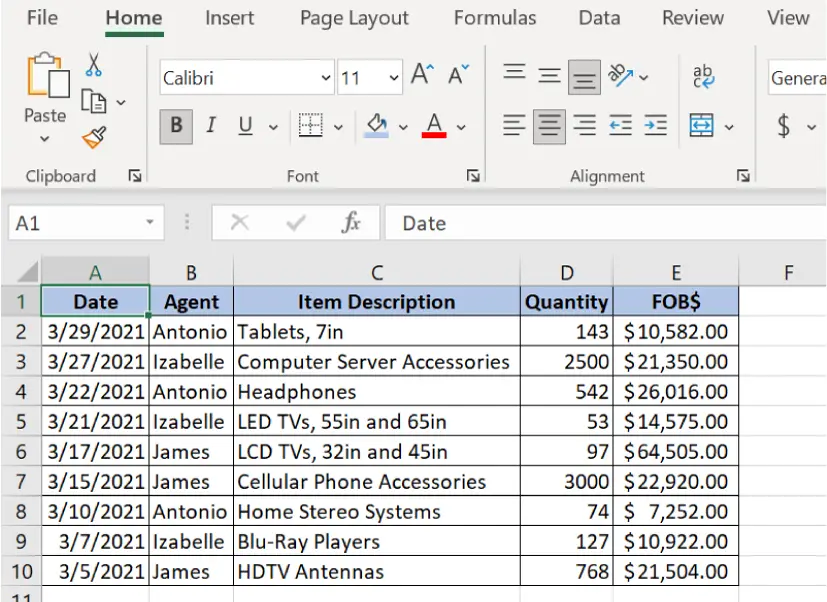 File Home Insert Page Layout Formulas Data Review View
Calibri 11 A A ab
Paste B I U A $
Clipboard Font Alignment
A1 fx Date
A B C D E F
1 Date Agent Item Description Quantity FOB$
2 3/29/2021 Antonio Tablets, 7in 143 $10,582.00
3 3/27/2021 Izabelle Computer Server Accessories 2500 $21,350.00
4 3/22/2021 Antonio Headphones 542 $26,016.00
5 3/21/2021 Izabelle LED TVs, 55in and 65in 53 $14,575.00
6 3/17/2021 James LCD TVs, 32in and 45in 97 $64,505.00
7 3/15/2021 James Cellular Phone Accessories 3000 $22,920.00
8 3/10/2021 Antonio Home Stereo Systems 74 $ 7,252.00
9 3/7/2021 Izabelle Blu-Ray Players 127 $10,922.00
10 3/5/2021 James HDTV Antennas 768 $21,504.00